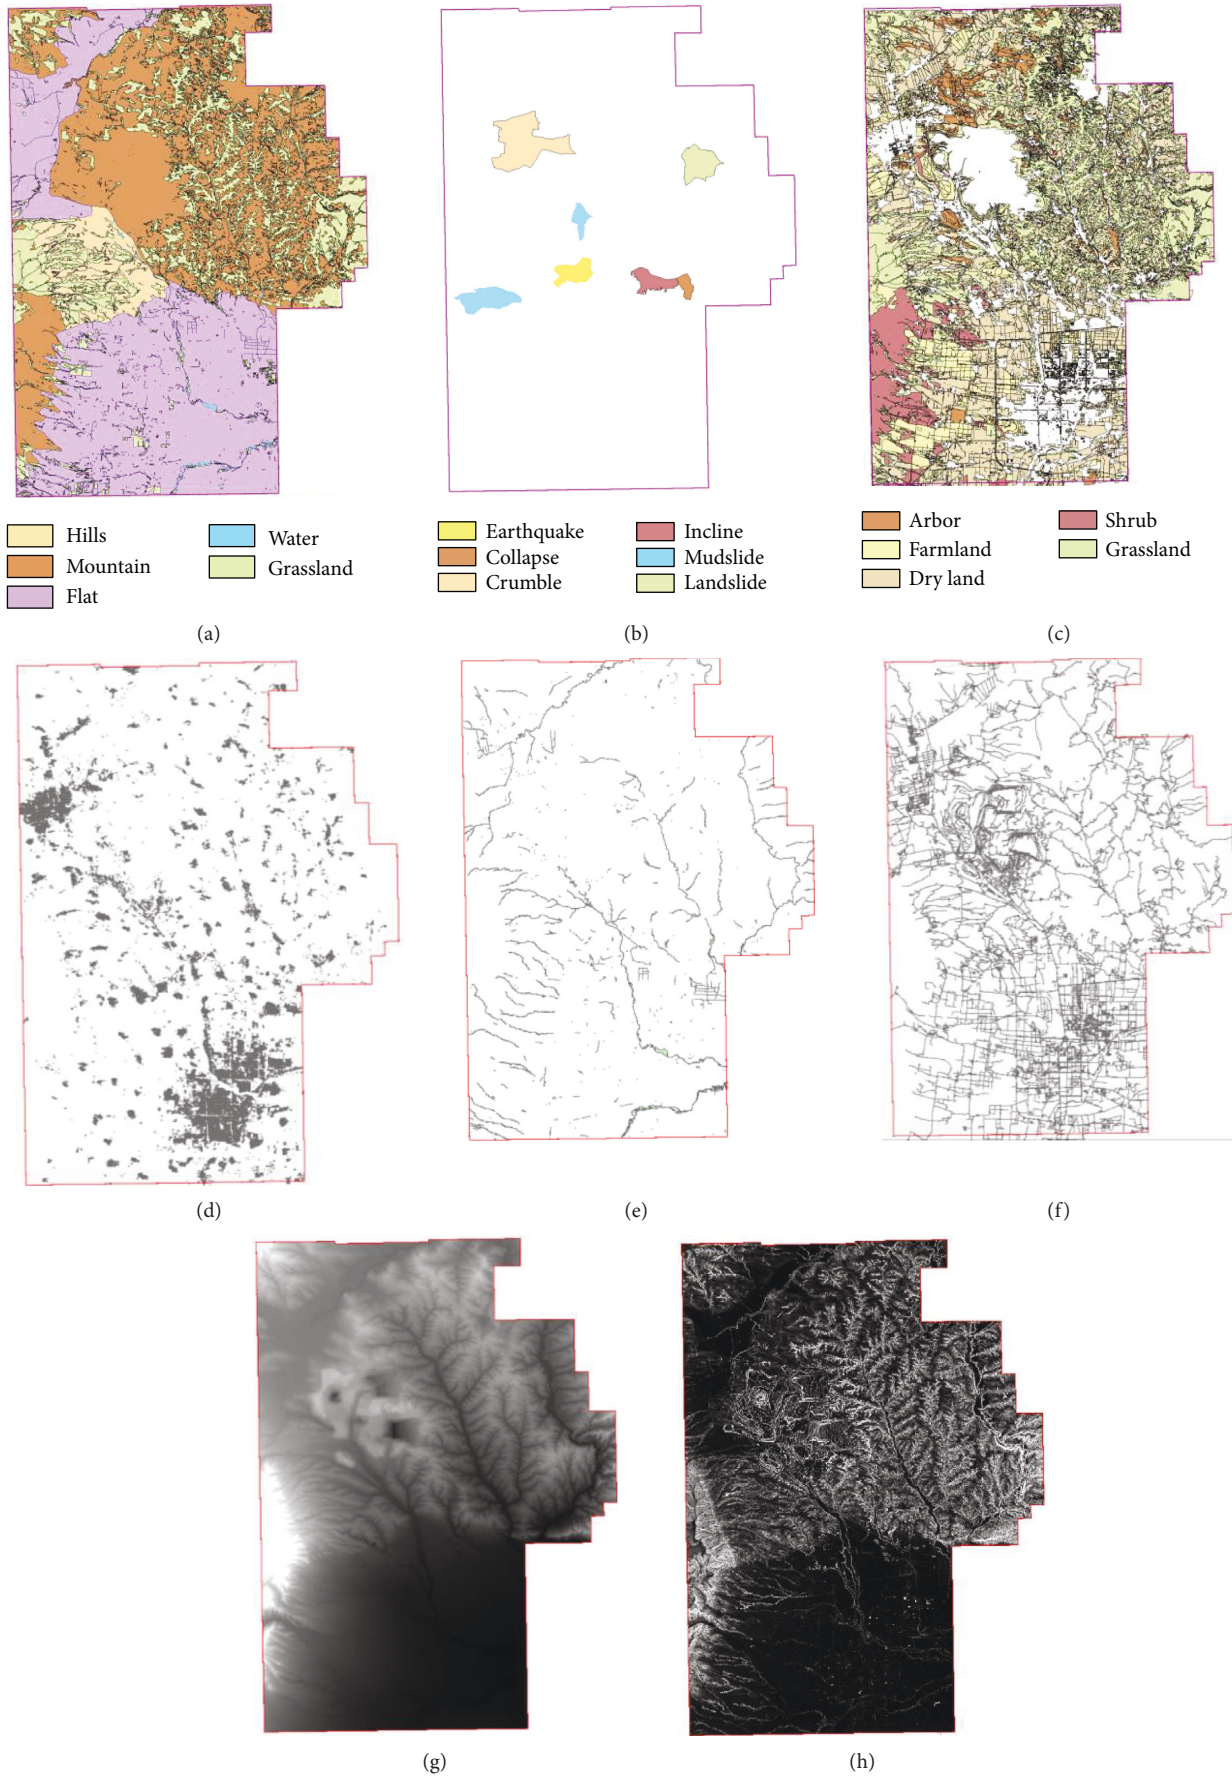 Hills
Mountain
Flat
Water
Grassland
Earthquake
Collapse
Crumble
Incline
Mudslide
Landslide
Arbor
Farmland
Dry land
Shrub
Grassland
(a)
(b)
(c)
(d)
(e)
(f)
(g)
(h)